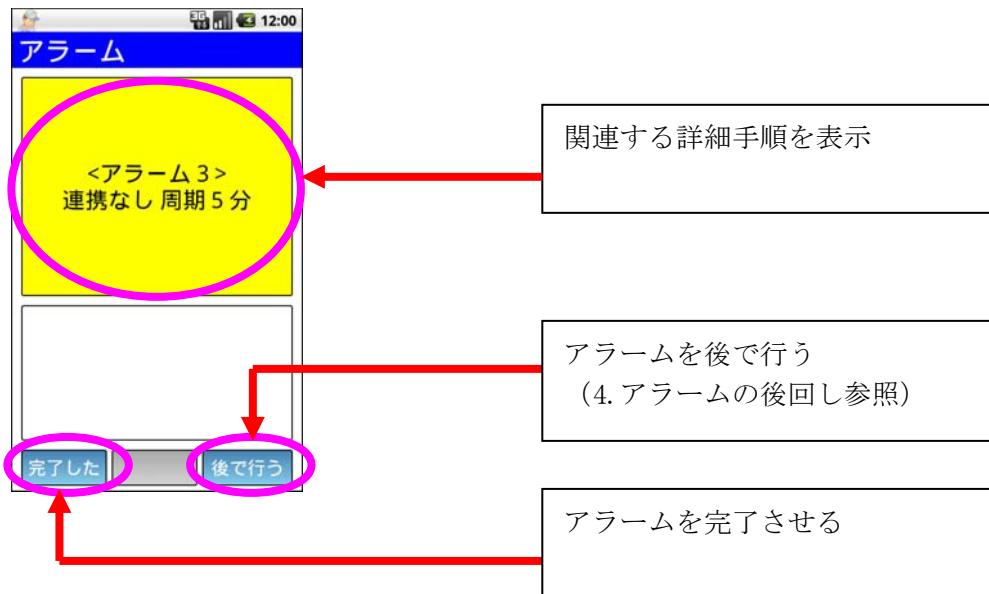 12:00
アラーム
<アラーム 3>
連携なし 周期 5 分
完了した
後で行う
関連する詳細手順を表示
アラームを後で行う
（4.アラームの後回し参照）
アラームを完了させる